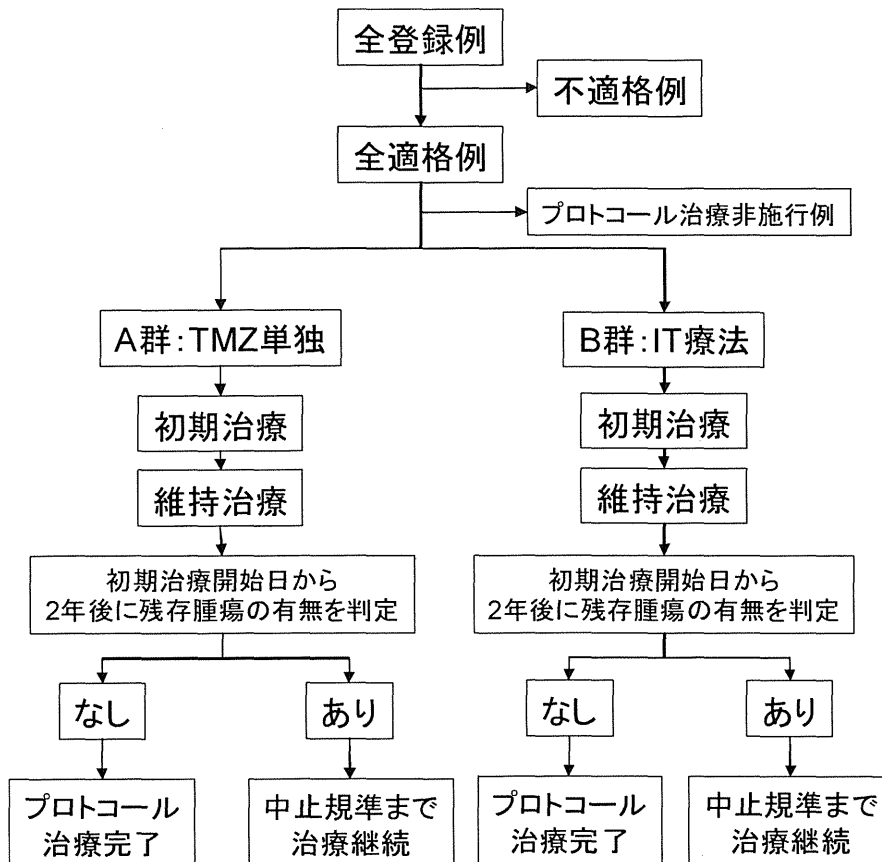 全登録例
不適格例
全適格例
プロトコール治療非施行例
A群:TMZ単独
B群:IT療法
初期治療
初期治療
維持治療
維持治療
初期治療開始日から
2年後に残存腫瘍の有無を判定
初期治療開始日から
2年後に残存腫瘍の有無を判定
なし
あり
なし
あり
プロトコール
治療完了
中止規準まで
治療継続
プロトコール
治療完了
中止規準まで
治療継続